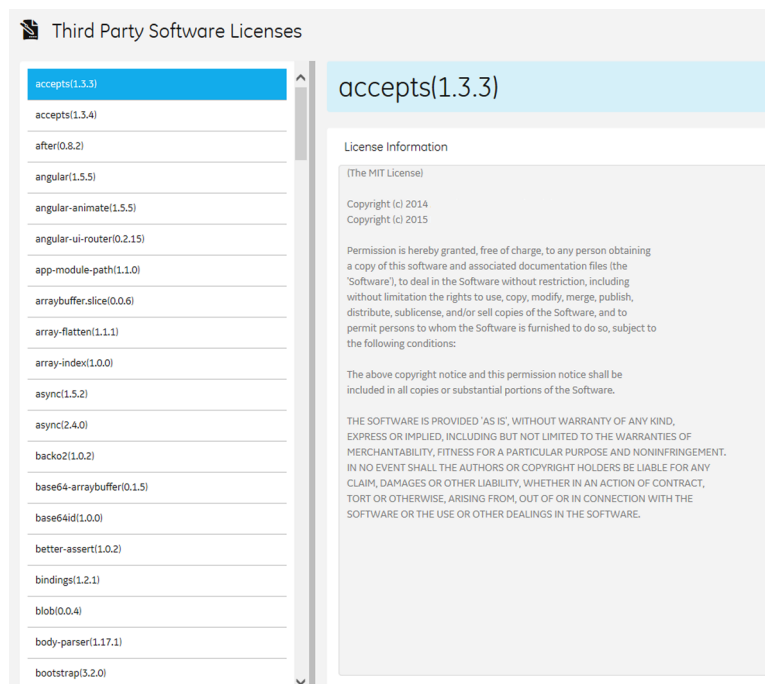 Third Party Software Licenses
accepts(1.3.3)
accepts(1.3.4)
after(0.8.2)
angular(1.5.5)
angular-animate(1.5.5)
angular-ui-router(0.2.15)
app-module-path(1.1.0)
arraybuffer.slice(0.0.6)
array-flatten(1.1.1)
array-index(1.0.0)
async(1.5.2)
async(2.4.0)
backo2(1.0.2)
base64-arraybuffer(0.1.5)
base64id(1.0.0)
better-assert(1.0.2)
bindings(1.2.1)
blob(0.0.4)
body-parser(1.17.1)
bootstrap(3.2.0)
accepts(1.3.3)
License Information
(The MIT License)
Copyright (c) 2014
Copyright (c) 2015
Permission is hereby granted, free of charge, to any person obtaining
a copy of this software and associated documentation files (the
'Software'), to deal in the Software without restriction, including
without limitation the rights to use, copy, modify, merge, publish,
distribute, sublicense, and/or sell copies of the Software, and to
permit persons to whom the Software is furnished to do so, subject to
the following conditions:
The above copyright notice and this permission notice shall be
included in all copies or substantial portions of the Software.
THE SOFTWARE IS PROVIDED 'AS IS', WITHOUT WARRANTY OF ANY KIND,
EXPRESS OR IMPLIED, INCLUDING BUT NOT LIMITED TO THE WARRANTIES OF
MERCHANTABILITY, FITNESS FOR A PARTICULAR PURPOSE AND NONINFRINGEMENT.
IN NO EVENT SHALL THE AUTHORS OR COPYRIGHT HOLDERS BE LIABLE FOR ANY
CLAIM, DAMAGES OR OTHER LIABILITY, WHETHER IN AN ACTION OF CONTRACT,
TORT OR OTHERWISE, ARISING FROM, OUT OF OR IN CONNECTION WITH THE
SOFTWARE OR THE USE OR OTHER DEALINGS IN THE SOFTWARE.